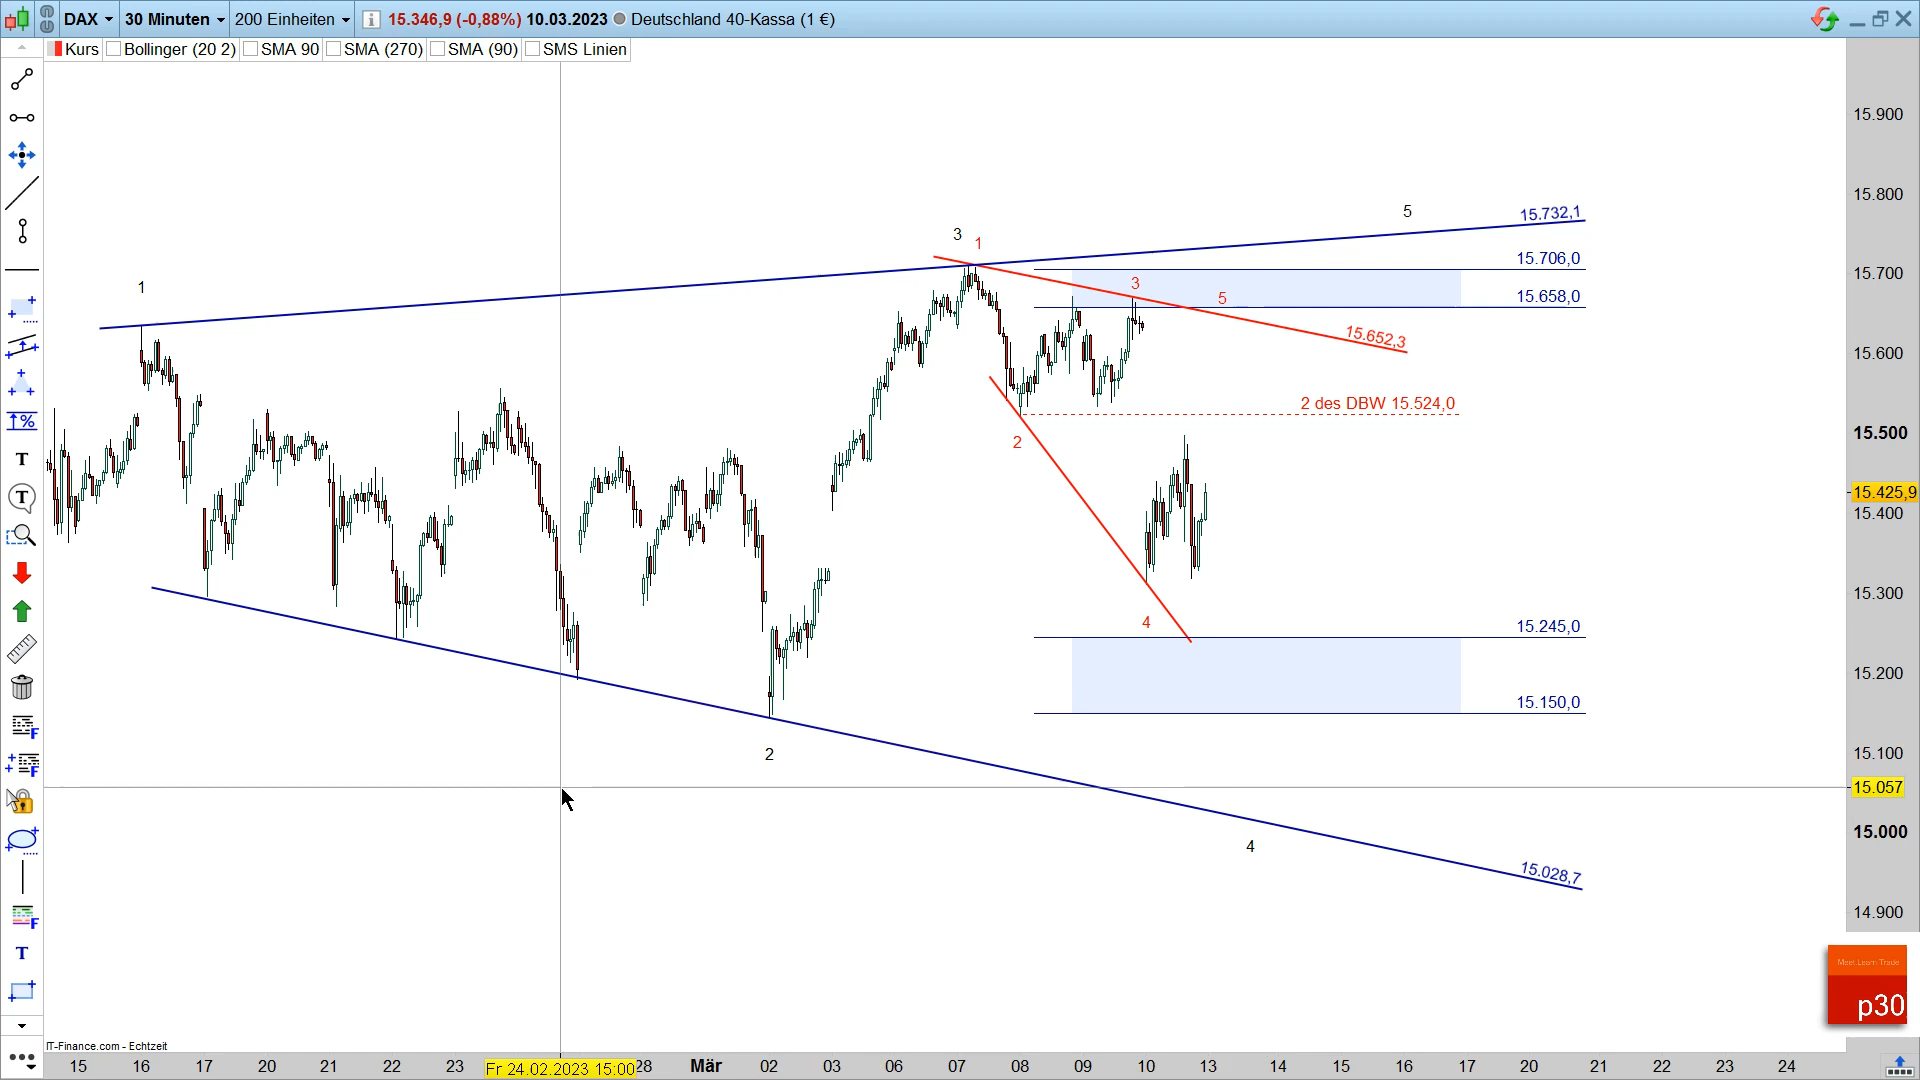 DAX 30 Minuten 200 Einheiten 15.346,9 (-0,88%) 10.03.2023 Deutschland 40-Kassa (1 €)
Kurs Bollinger (20 2) SMA 90 SMA (270) SMA (90) SMS Linien
15.900
15.800
5
15.732,1
3
1
15.706,0
15.700
1
3
5
15.658,0
15.652,3
15.600
2 des DBW 15.524,0
15.500
2
15.425,9
15.400
15.300
4
15.245,0
15.200
15.150,0
2
15.100
15.057
15.000
4
15.028,7
14.900
Meet Learn Trade
p30
IT-Finance.com - Echtzeit
15 16 17 20 21 22 23 Fr 24.02.2023 15:00 28 Mär 02 03 06 07 08 09 10 13 14 15 16 17 20 21 22 23 24
T
T
%
F
F
F
T